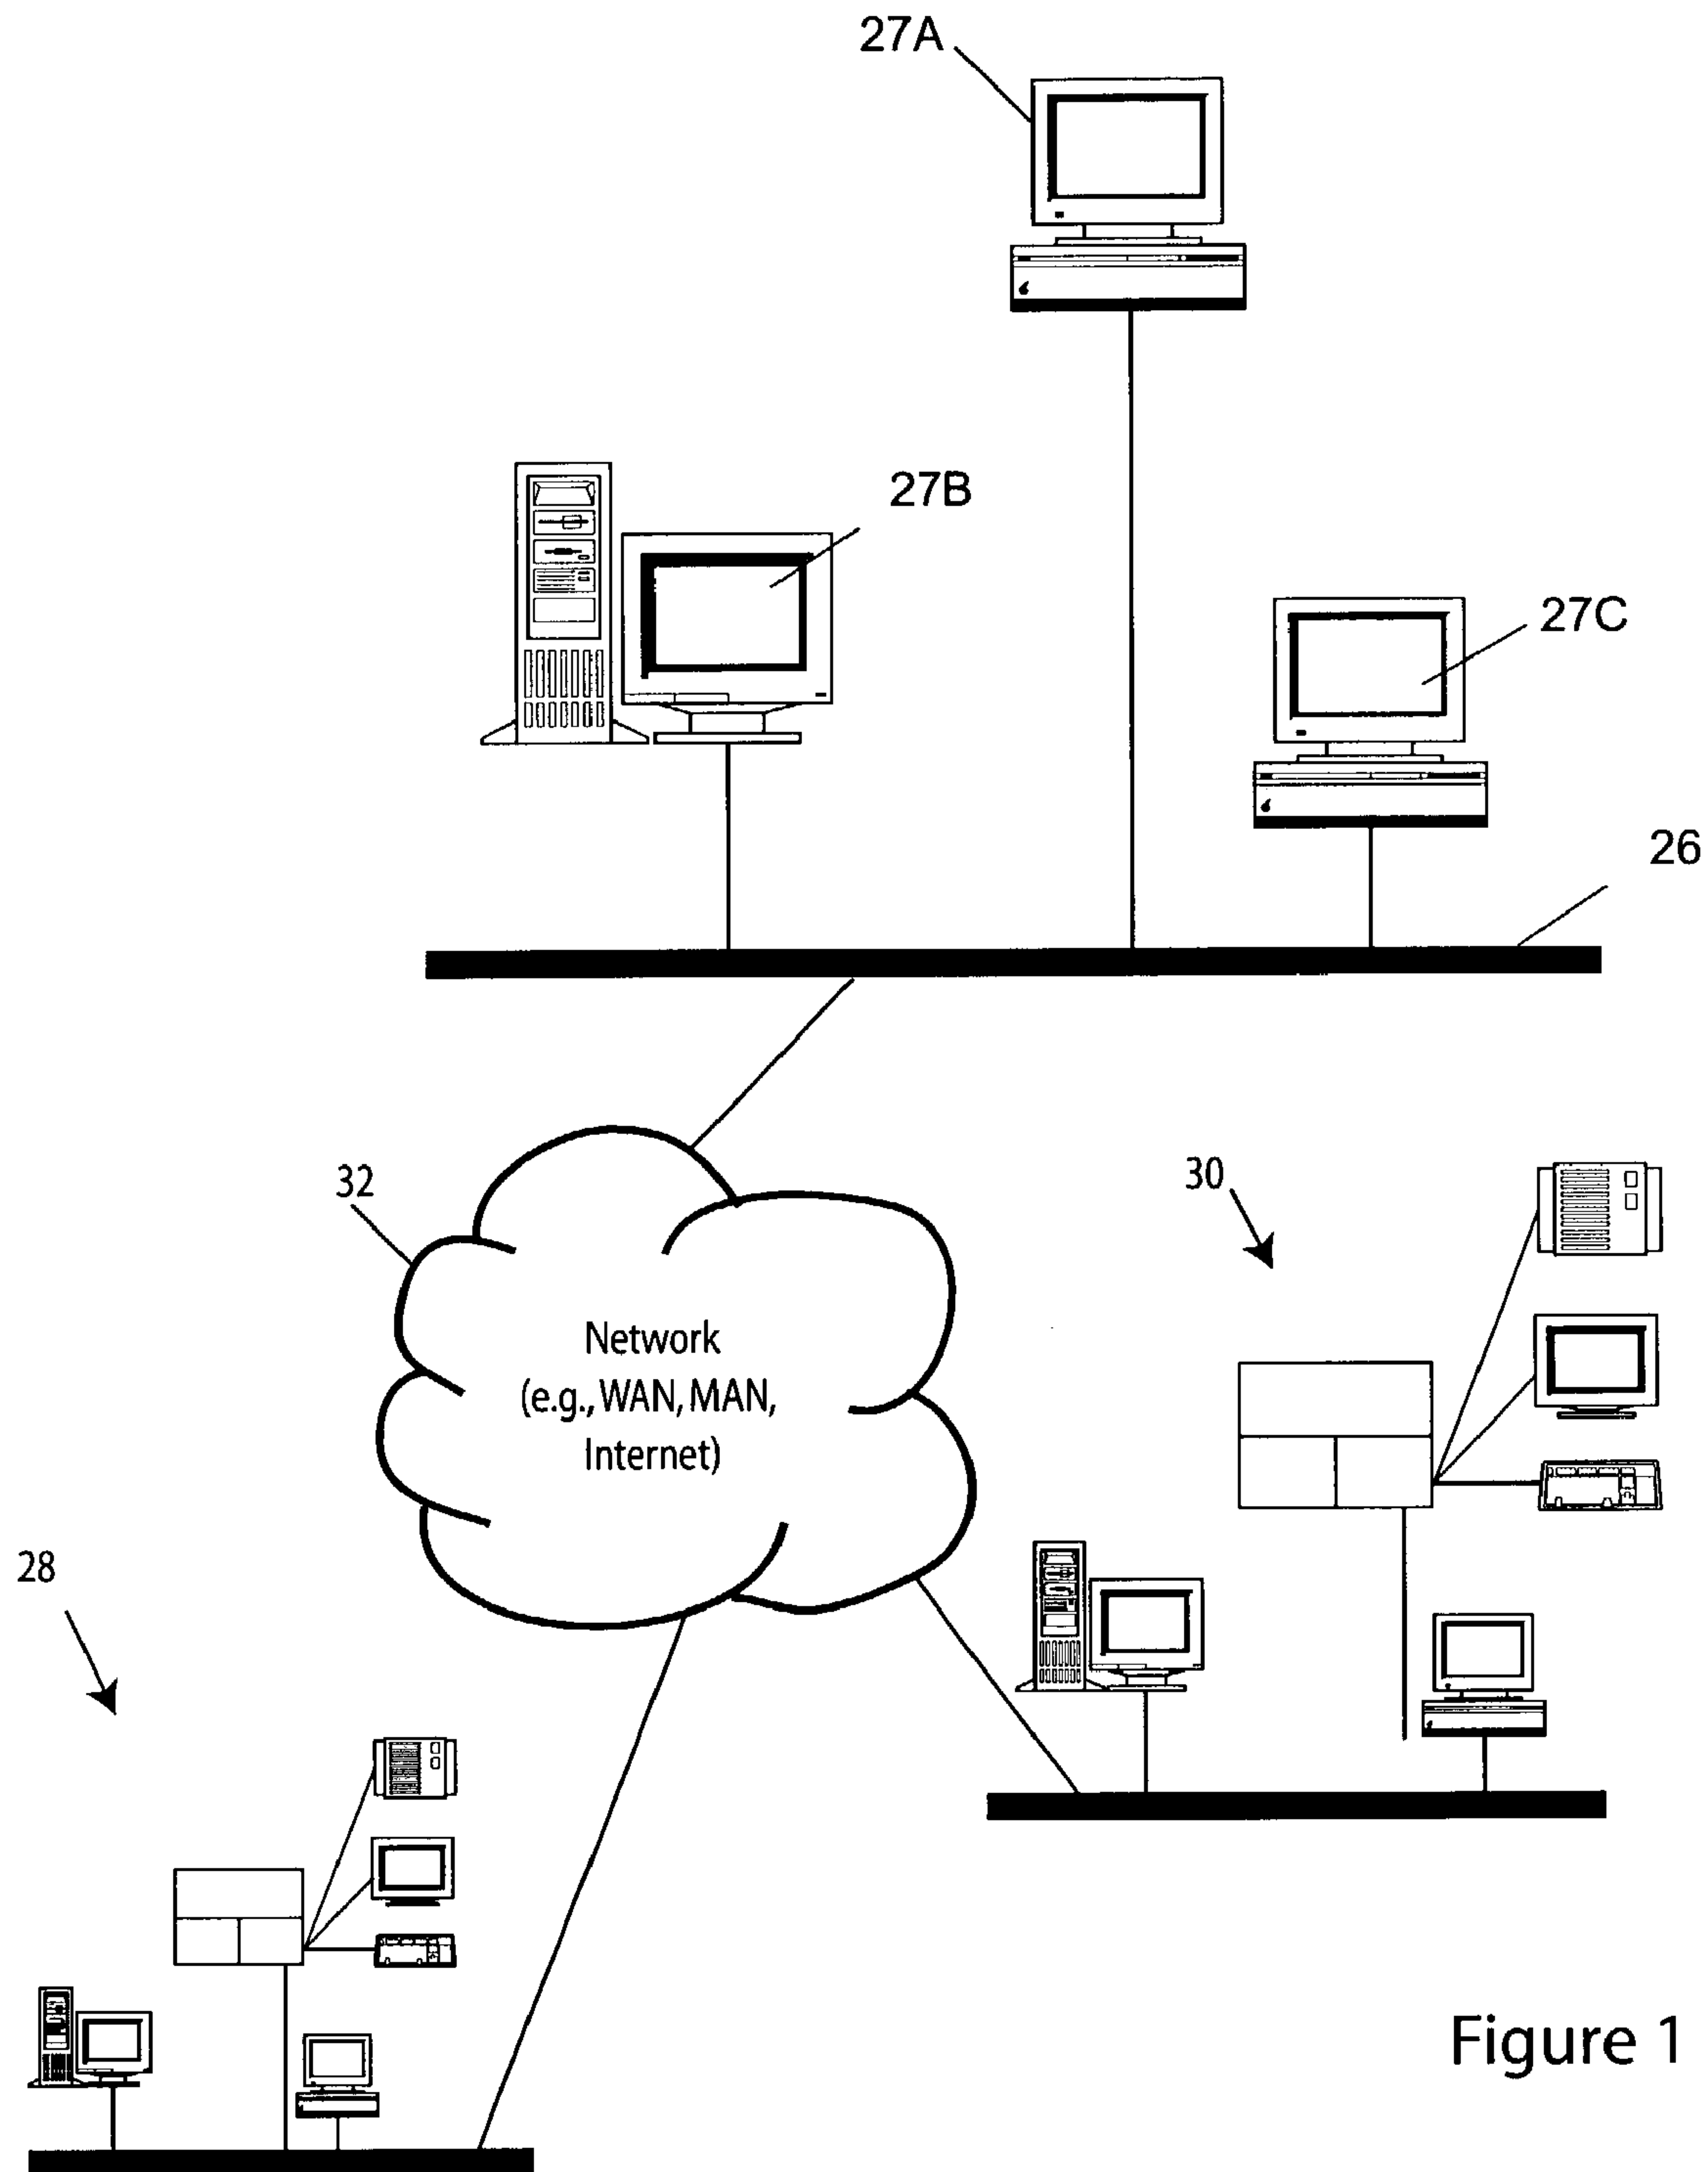 27A
27B
27C
26
32
30
Network
(e.g., WAN, MAN,
Internet)
28
Figure 1